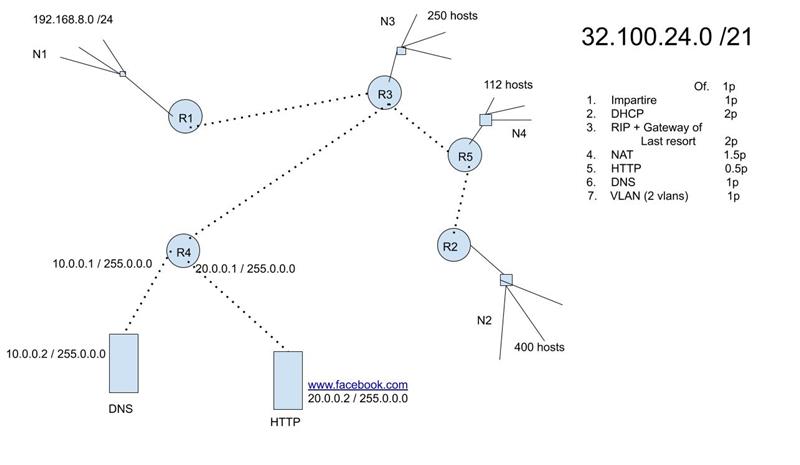 192.168.8.0 /24
N1
R1
N3
250 hosts
R3
112 hosts
N4
R5
R2
N2
400 hosts
R4
10.0.0.1 / 255.0.0.0
20.0.0.1 / 255.0.0.0
10.0.0.2 / 255.0.0.0
DNS
www.facebook.com
20.0.0.2 / 255.0.0.0
HTTP
32.100.24.0 /21
Of. 1p
1. Impartire 1p
2. DHCP 2p
3. RIP + Gateway of
Last resort 2p
4. NAT 1.5p
5. HTTP 0.5p
6. DNS 1p
7. VLAN (2 vlans) 1p